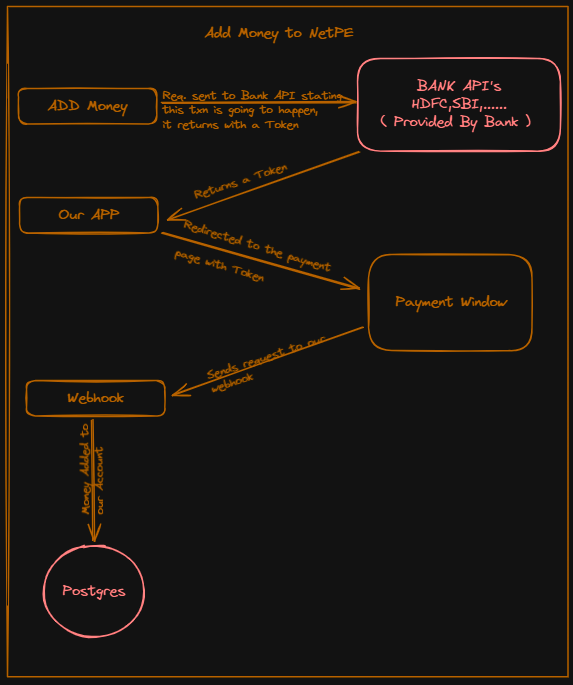 Add Money to NetPE
ADD Money
Req. sent to Bank API stating
this txn is going to happen,
it returns with a Token
BANK API's
HDFC,SBI,......
( Provided By Bank )
Returns a Token
Our APP
Redirected to the payment
page with Token
Payment Window
Sends request to our
webhook
Webhook
Money Added to
our Account
Postgres